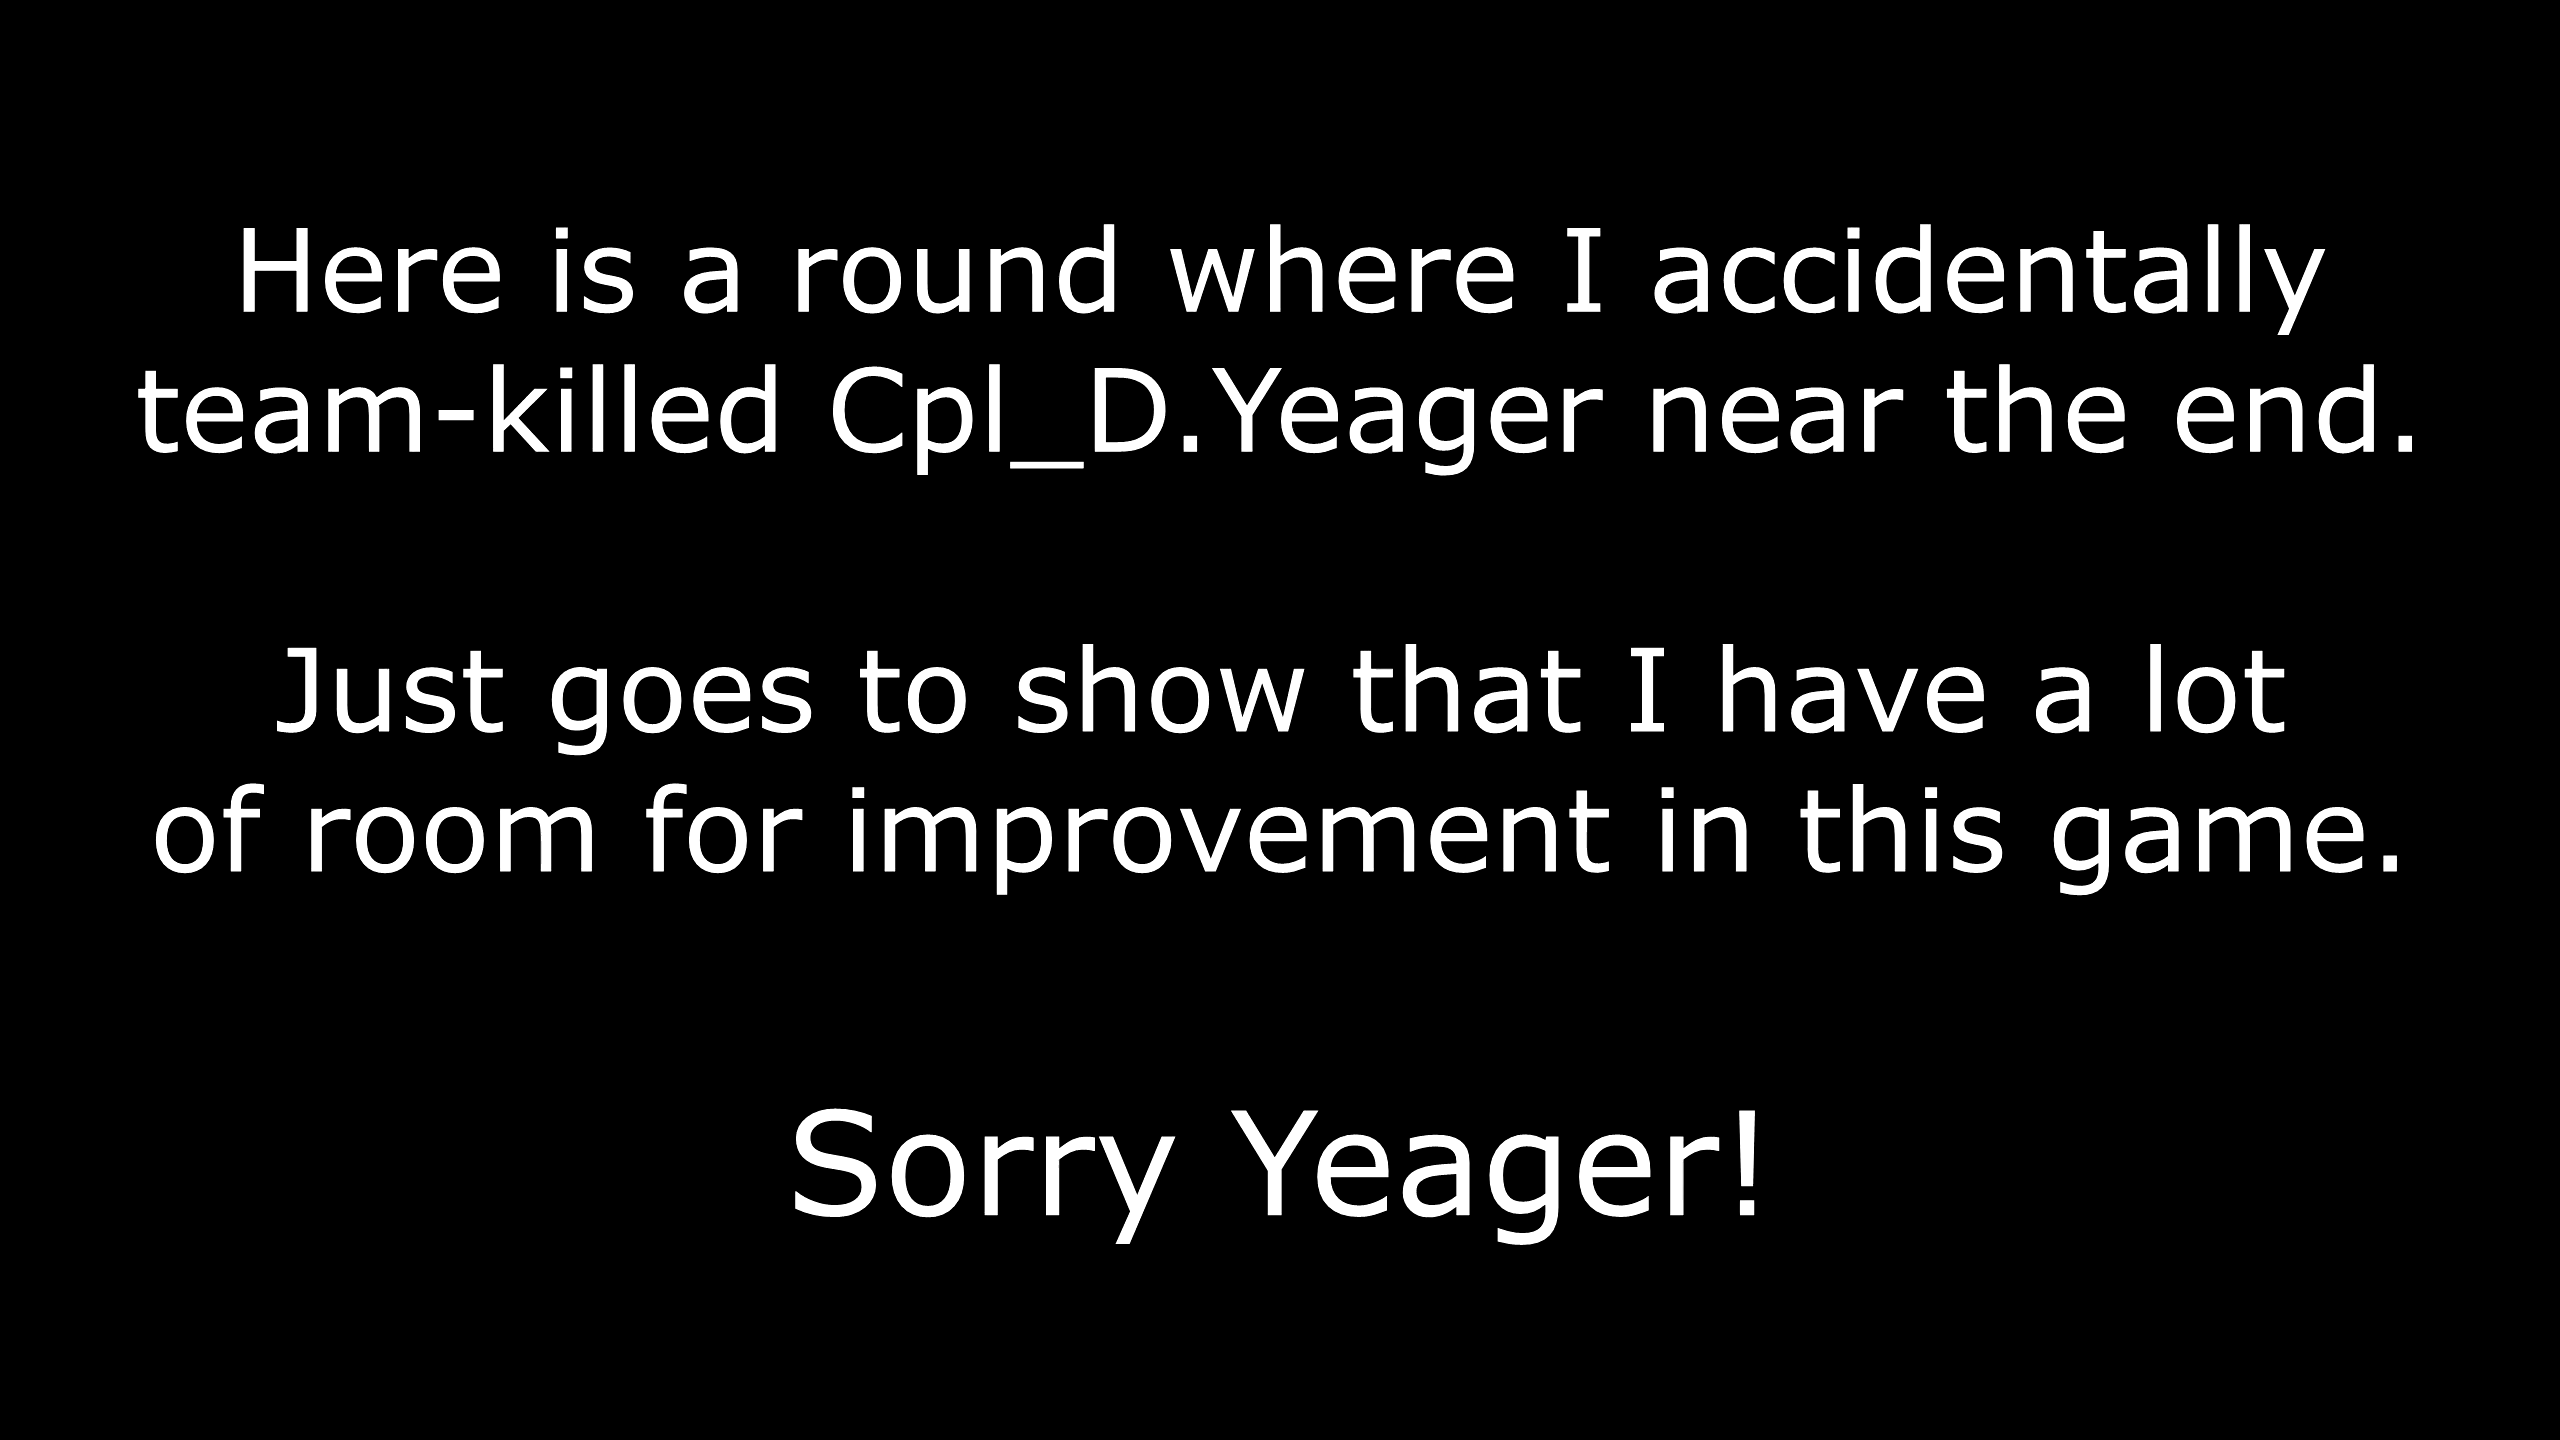 Here is a round where I accidentally
team-killed Cpl_D.Yeager near the end.
Just goes to show that I have a lot
of room for improvement in this game.
Sorry Yeager!